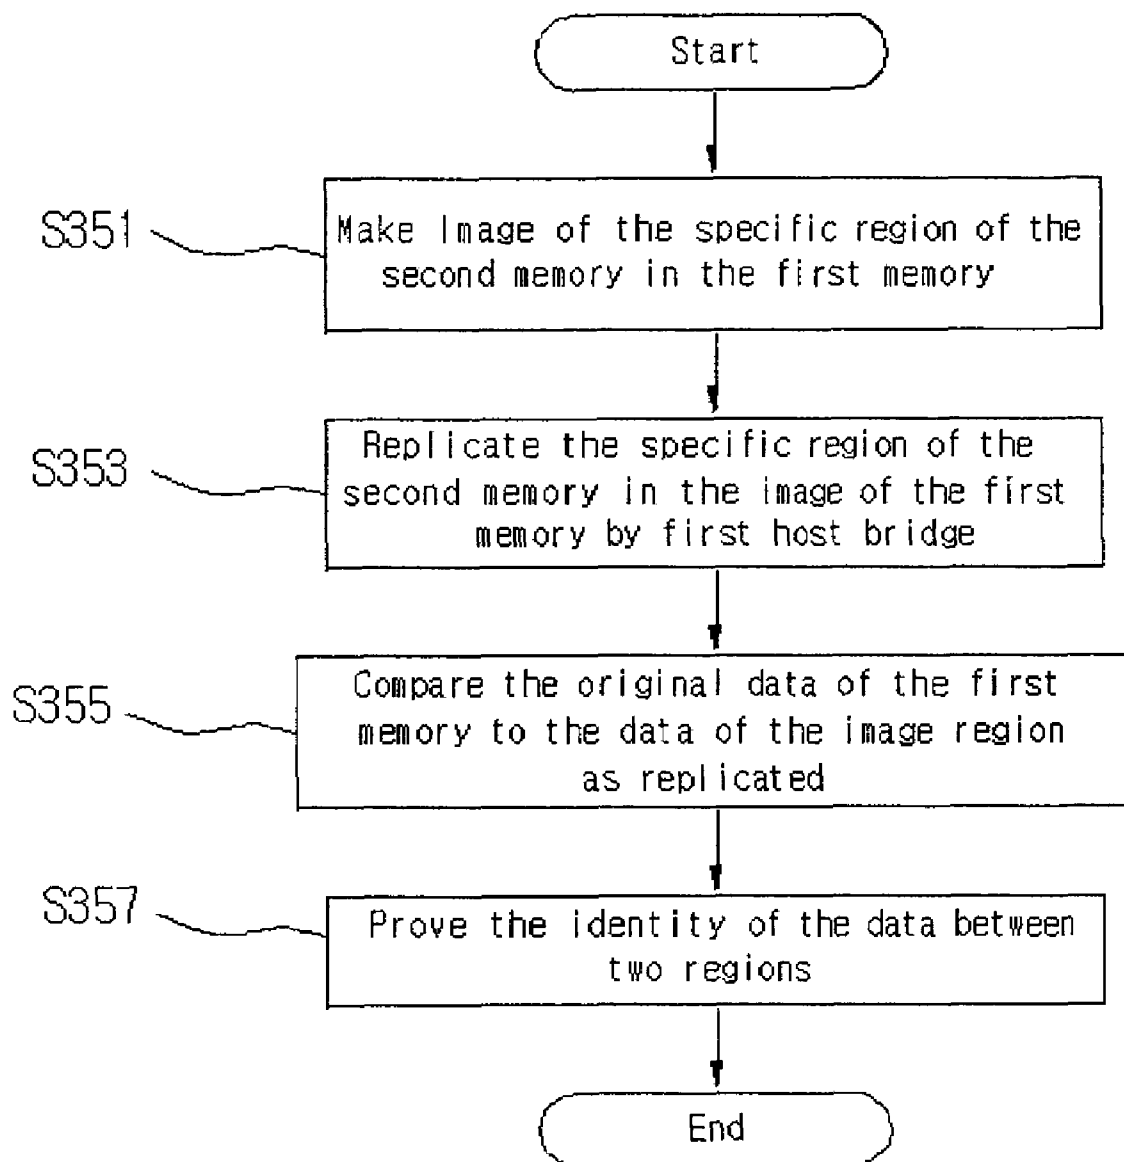 Start
S351
Make Image of the specific region of the
second memory in the first memory
S353
Replicate the specific region of the
second memory in the image of the first
memory by first host bridge
S355
Compare the original data of the first
memory to the data of the image region
as replicated
S357
Prove the identity of the data between
two regions
End